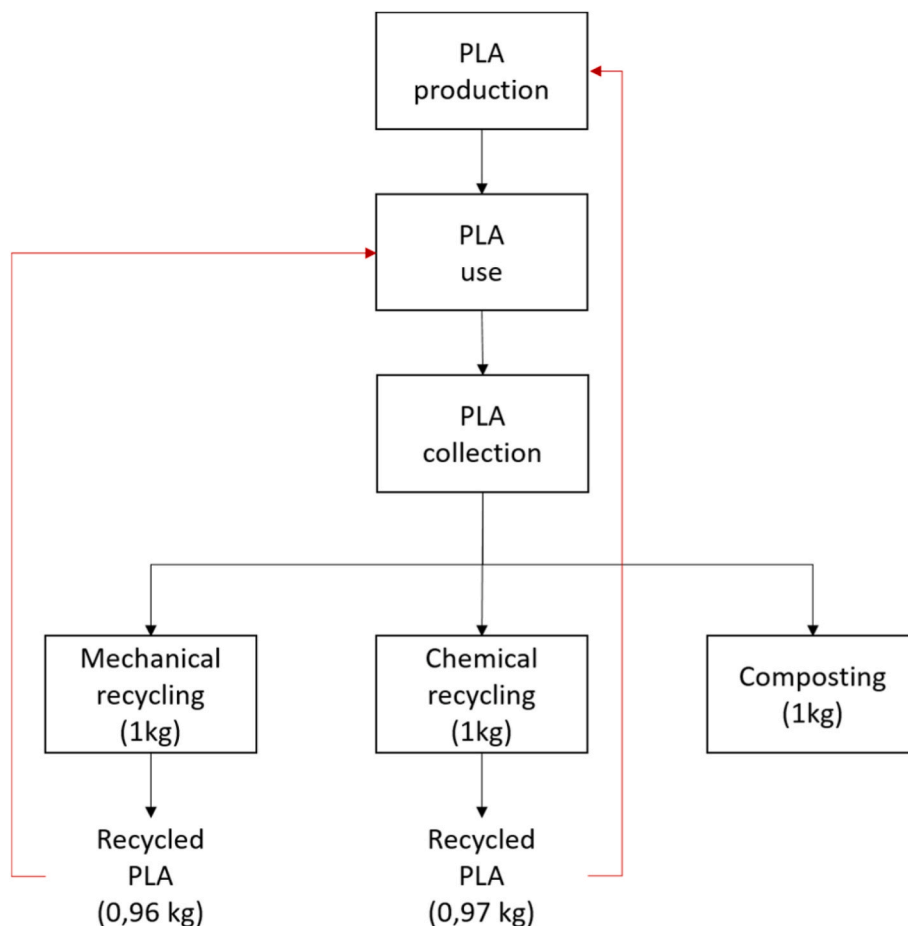 PLA
production
PLA
use
PLA
collection
Mechanical
recycling
(1kg)
Chemical
recycling
(1kg)
Composting
(1kg)
Recycled
PLA
(0,96 kg)
Recycled
PLA
(0,97 kg)